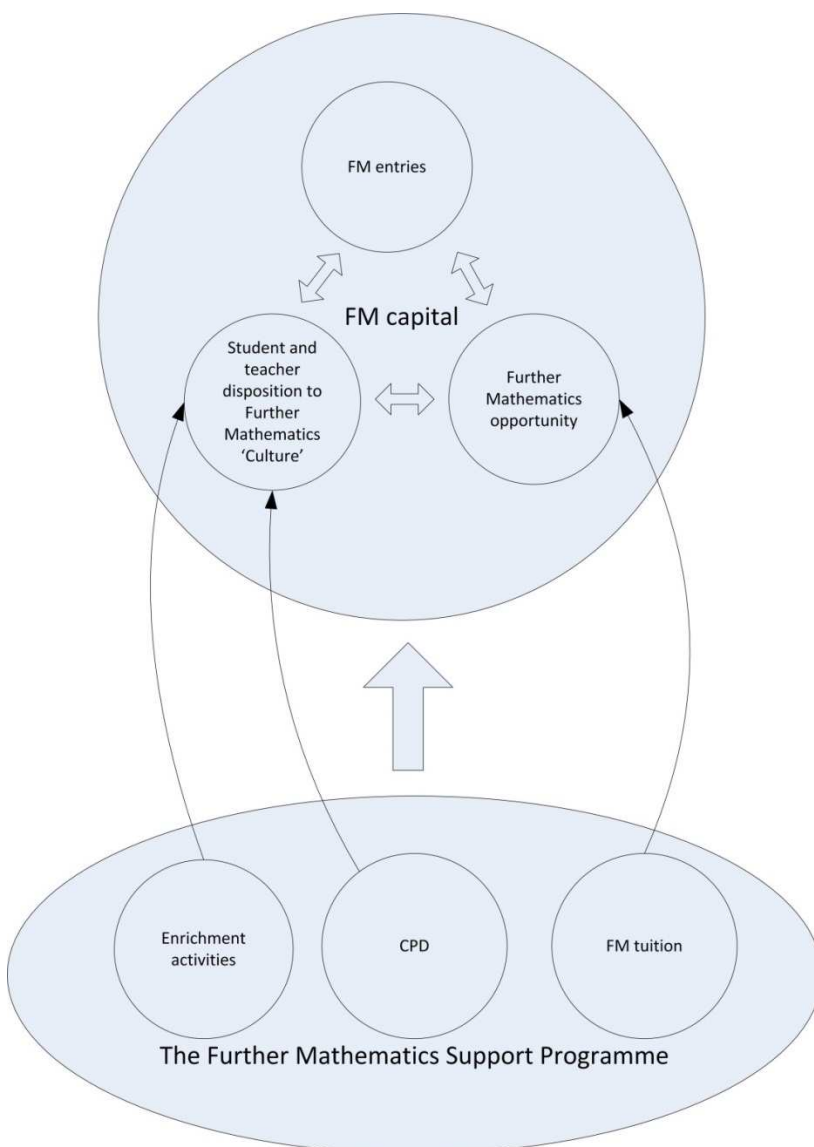 FM entries
FM capital
Student and
teacher
disposition to
Further
Mathematics
‘Culture’
Further
Mathematics
opportunity
Enrichment
activities
CPD
FM tuition
The Further Mathematics Support Programme